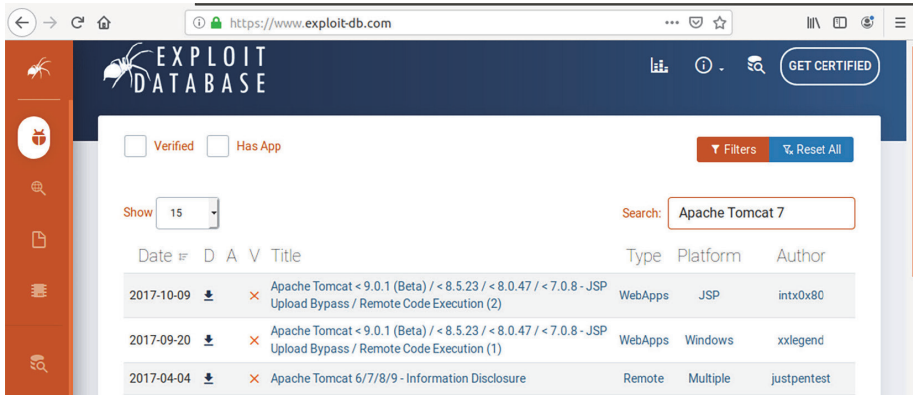 https://www.exploit-db.com
EXPLOIT
DATABASE
GET CERTIFIED
Verified
Has App
Filters
Reset All
Show 15
Search: Apache Tomcat 7
Date D A V Title Type Platform Author
2017-10-09 Apache Tomcat < 9.0.1 (Beta) / < 8.5.23 / < 8.0.47 / < 7.0.8 - JSP WebApps JSP intx0x80
Upload Bypass / Remote Code Execution (2)
2017-09-20 Apache Tomcat < 9.0.1 (Beta) / < 8.5.23 / < 8.0.47 / < 7.0.8 - JSP WebApps Windows xxlegend
Upload Bypass / Remote Code Execution (1)
2017-04-04 Apache Tomcat 6/7/8/9 - Information Disclosure Remote Multiple justpentest